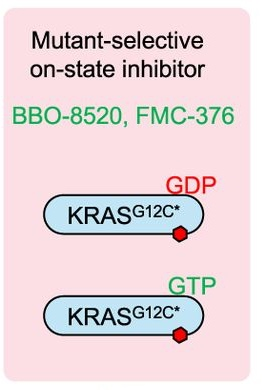 Mutant-selective
on-state inhibitor
BBO-8520, FMC-376
GDP
KRASG12C*
GTP
KRASG12C*